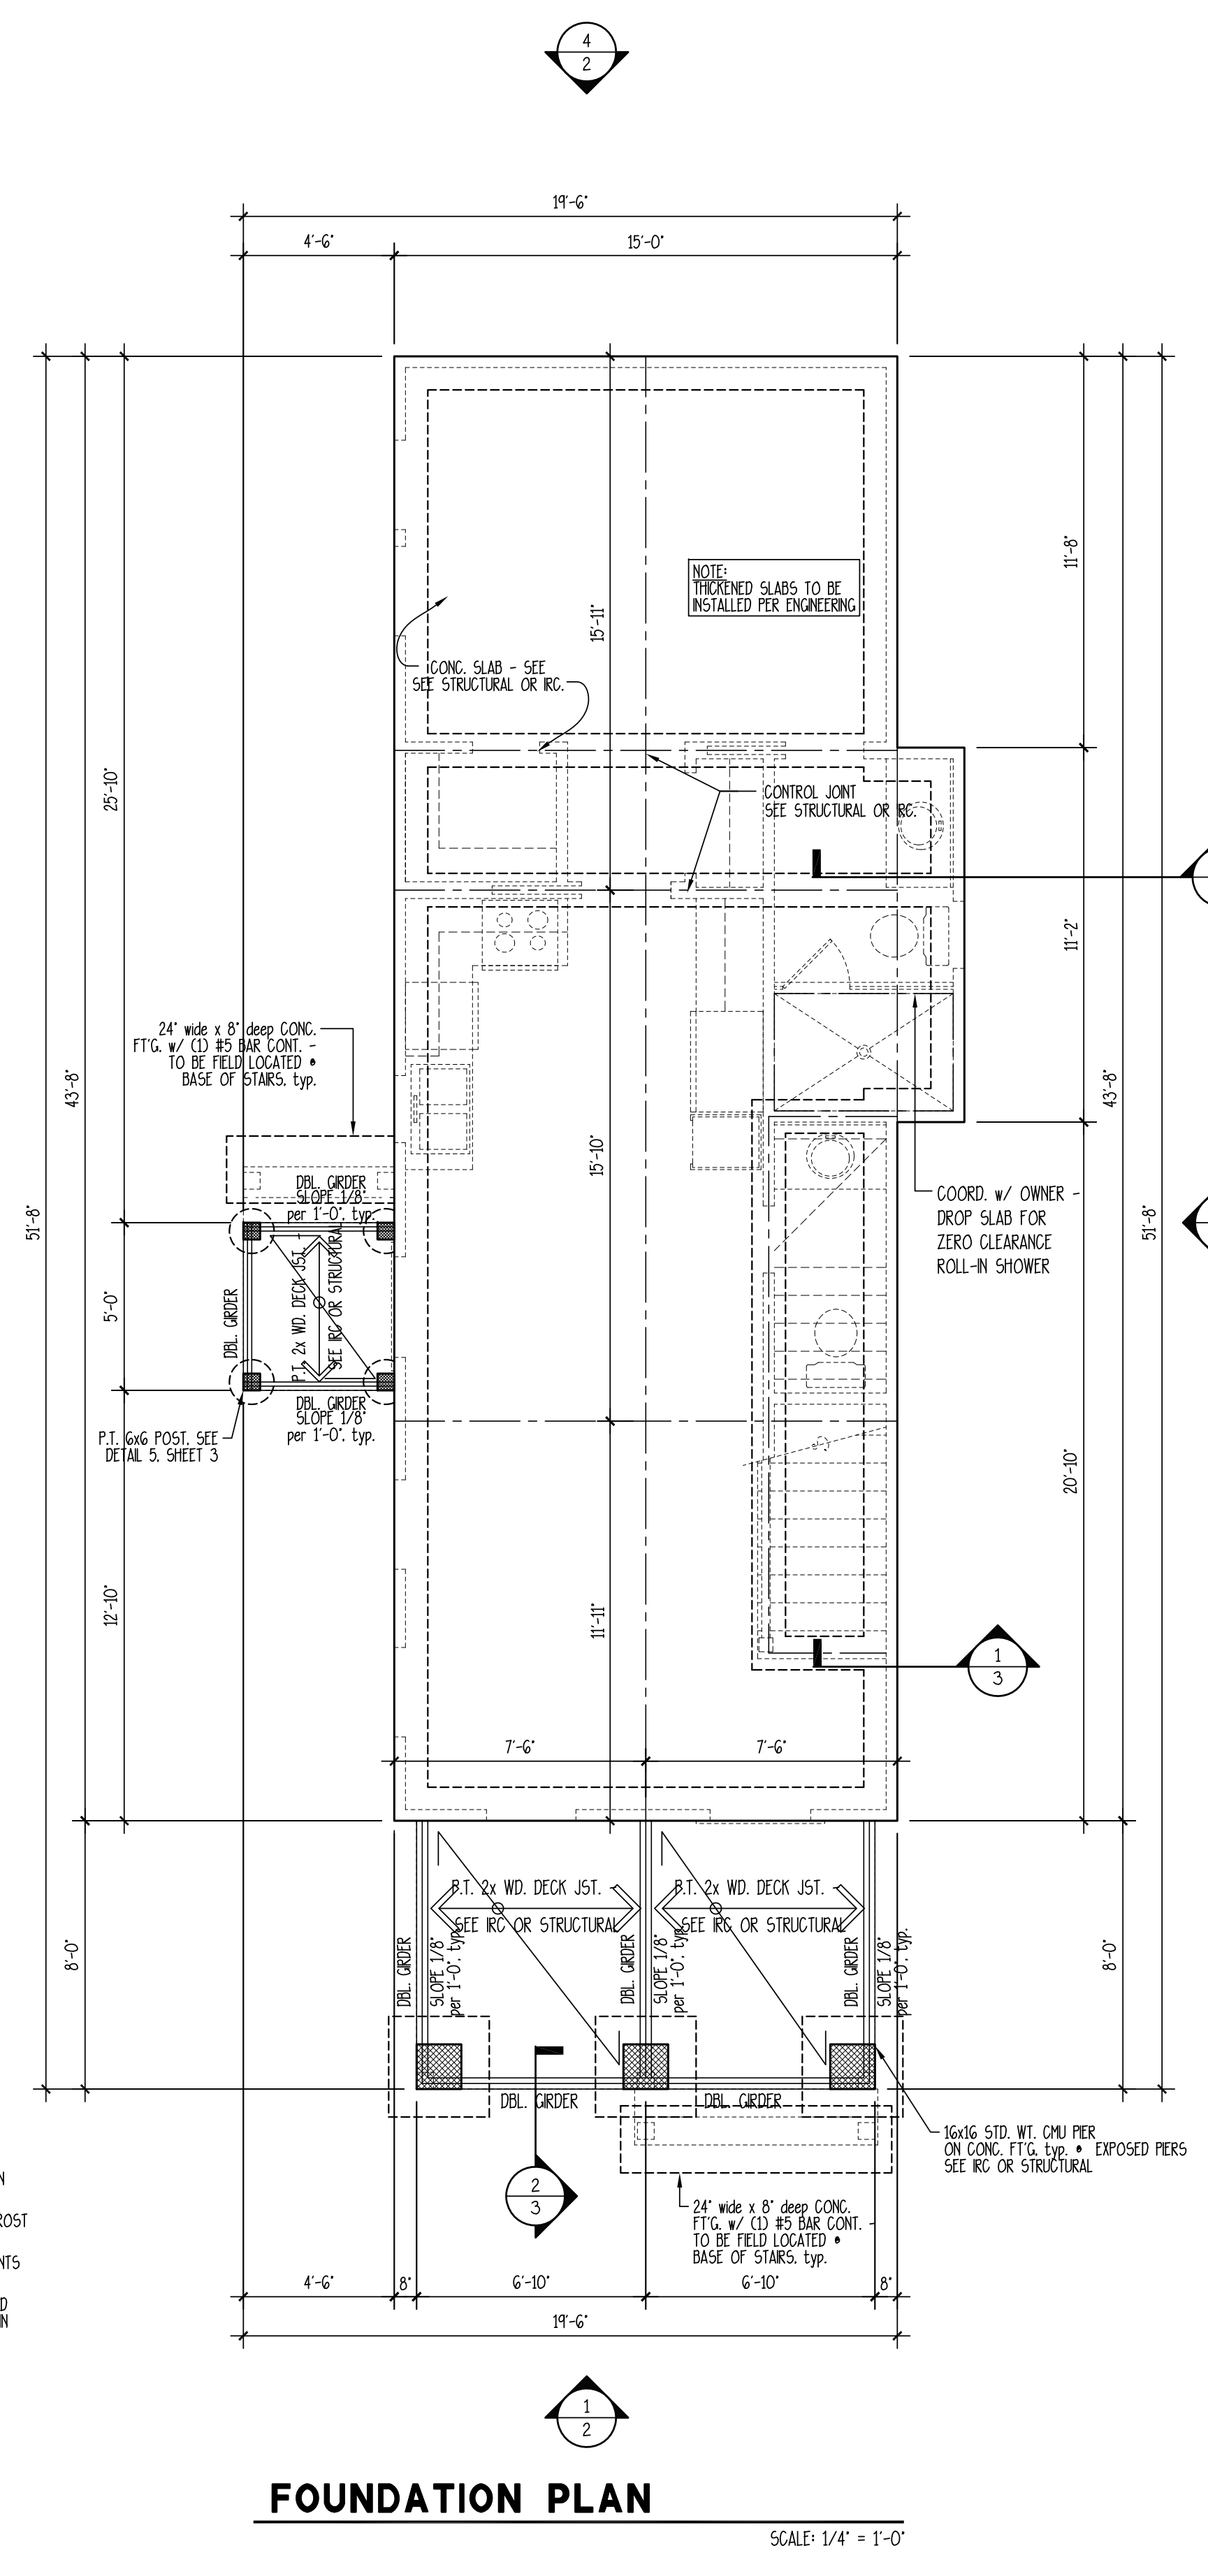 4
2
19'-6"
4'-6"
15'-0"
11'-8"
NOTE:
THICKENED SLABS TO BE
INSTALLED PER ENGINEERING
15'-11"
CONC. SLAB - SEE
SEE STRUCTURAL OR IRC.
25'-10"
CONTROL JOINT
SEE STRUCTURAL OR IRC.
11'-2"
24" wide x 8" deep CONC.
FT'G. w/ (1) #5 BAR CONT. -
TO BE FIELD LOCATED @
BASE OF STAIRS, typ.
43'-8"
43'-8"
15'-10"
DBL. GIRDER
SLOPE 1/8"
per 1'-0", typ.
COORD. w/ OWNER -
DROP SLAB FOR
ZERO CLEARANCE
ROLL-IN SHOWER
51'-8"
51'-8"
5'-0"
DBL. GIRDER
P.T. 2x WD. DECK JST. -
SEE IRC OR STRUCTURAL
DBL. GIRDER
SLOPE 1/8"
per 1'-0", typ.
P.T. 6x6 POST, SEE
DETAIL 5, SHEET 3
20'-10"
12'-10"
11'-11"
1
3
7'-6"
7'-6"
P.T. 2x WD. DECK JST. -
SEE IRC OR STRUCTURAL
P.T. 2x WD. DECK JST. -
SEE IRC OR STRUCTURAL
8'-0"
DBL. GIRDER
SLOPE 1/8"
per 1'-0", typ.
DBL. GIRDER
SLOPE 1/8"
per 1'-0", typ.
DBL. GIRDER
SLOPE 1/8"
per 1'-0", typ.
8'-0"
DBL. GIRDER
DBL. GIRDER
16x16 STD. WT. CMU PIER
ON CONC. FT'G. typ. @ EXPOSED PIERS
SEE IRC OR STRUCTURAL
N
ROST
NTS
D
IN
2
3
24" wide x 8" deep CONC.
FT'G. w/ (1) #5 BAR CONT. -
TO BE FIELD LOCATED @
BASE OF STAIRS, typ.
4'-6"
8"
6'-10"
6'-10"
8"
19'-6"
1
2
FOUNDATION PLAN
SCALE: 1/4" = 1'-0"